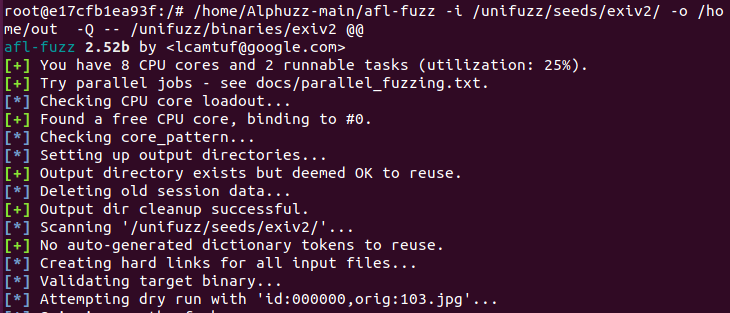 root@e17cfb1ea93f:/# /home/Alphuzz-main/afl-fuzz -i /unifuzz/seeds/exiv2/ -o /ho
me/out  -Q -- /unifuzz/binaries/exiv2 @@
afl-fuzz 2.52b by <lcamtuf@google.com>
[+] You have 8 CPU cores and 2 runnable tasks (utilization: 25%).
[+] Try parallel jobs - see docs/parallel_fuzzing.txt.
[*] Checking CPU core loadout...
[+] Found a free CPU core, binding to #0.
[*] Checking core_pattern...
[*] Setting up output directories...
[+] Output directory exists but deemed OK to reuse.
[*] Deleting old session data...
[+] Output dir cleanup successful.
[*] Scanning '/unifuzz/seeds/exiv2/'...
[+] No auto-generated dictionary tokens to reuse.
[*] Creating hard links for all input files...
[*] Validating target binary...
[*] Attempting dry run with 'id:000000,orig:103.jpg'...